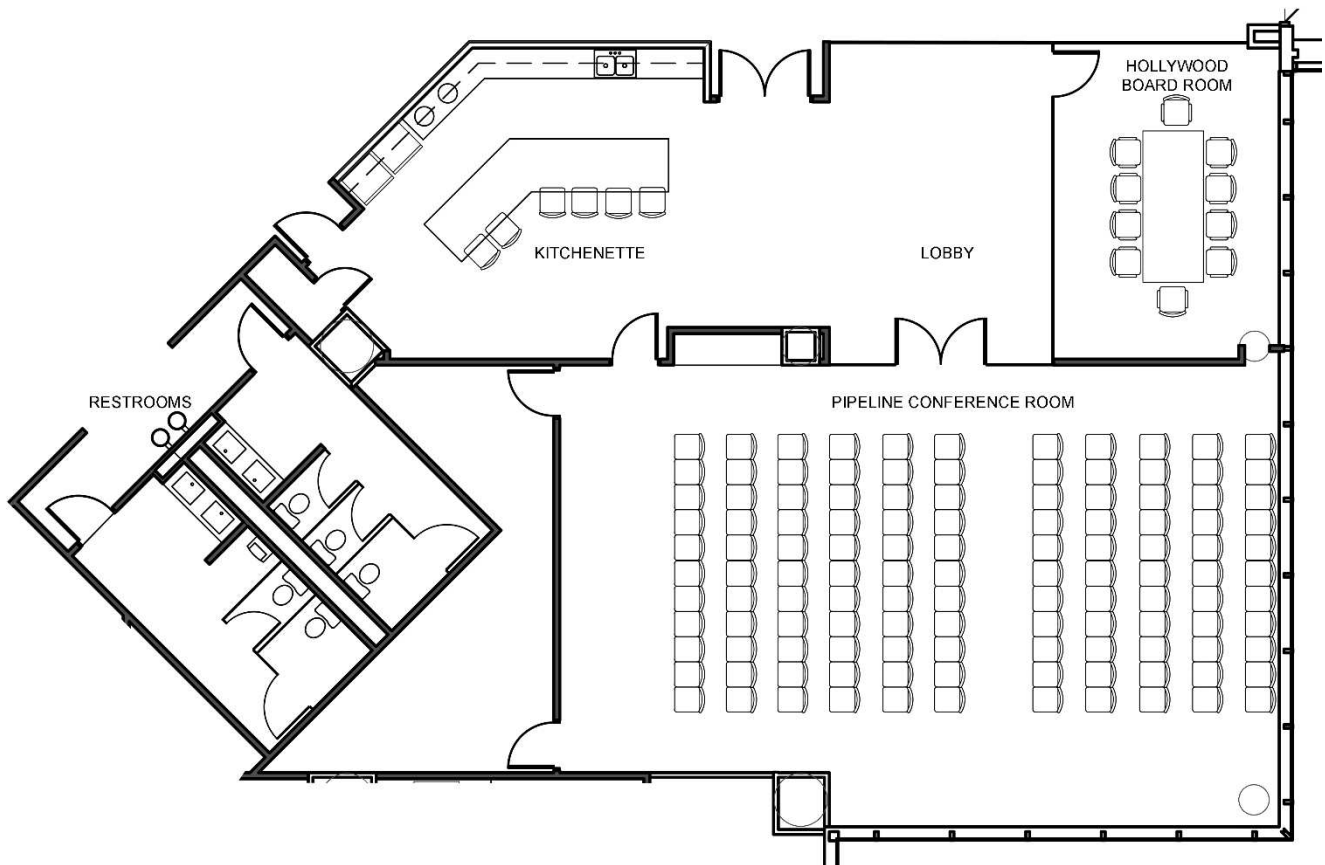 HOLLYWOOD
BOARD ROOM
KITCHENETTE
LOBBY
RESTROOMS
PIPELINE CONFERENCE ROOM